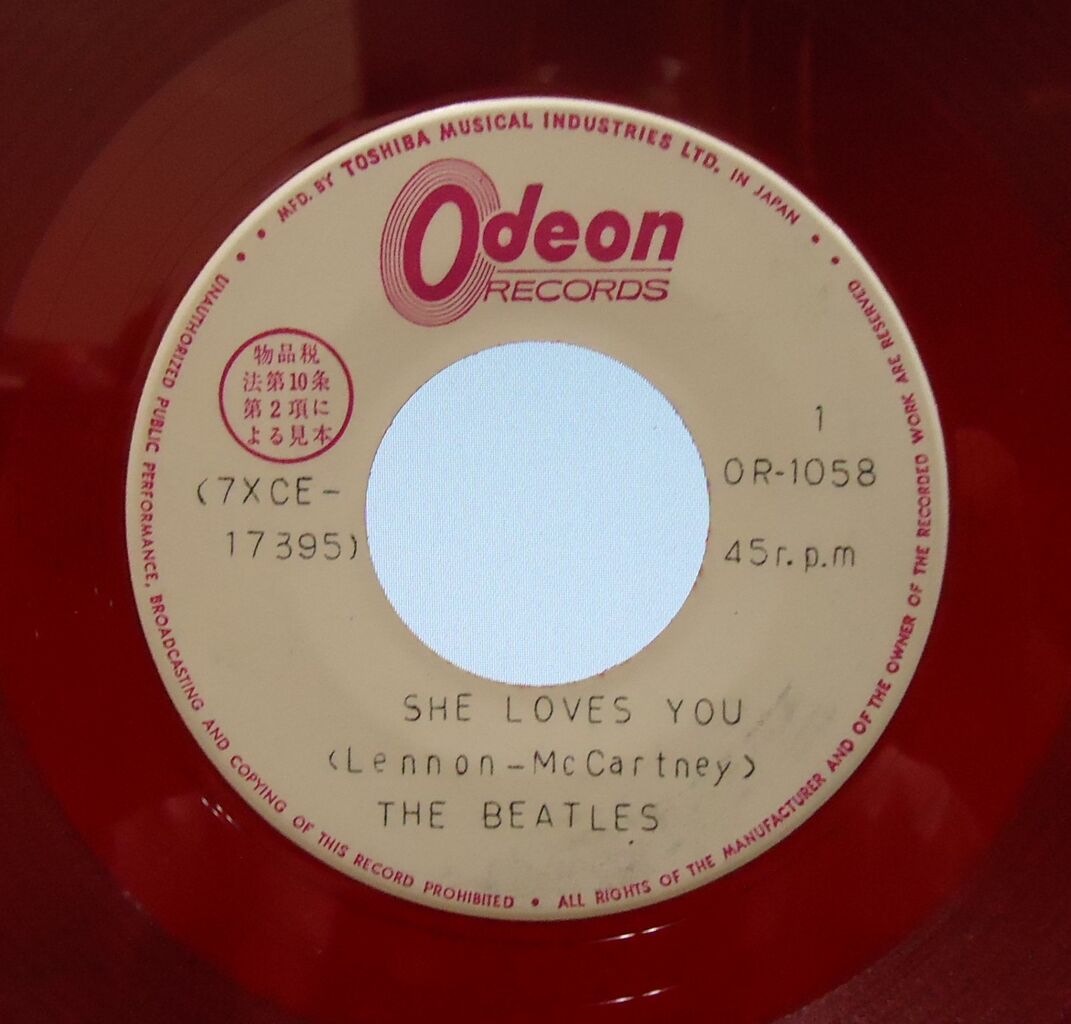 MFD. BY TOSHIBA MUSICAL INDUSTRIES LTD. IN JAPAN
Odeon
RECORDS
物品税
法第10条
第2項に
よる見本
(7XCE-
17395)
1
OR-1058
45r.p.m
SHE LOVES YOU
(Lennon-McCartney)
THE BEATLES
UNAUTHORIZED PUBLIC PERFORMANCE, BROADCASTING AND COPYING OF THIS RECORD PROHIBITED • ALL RIGHTS OF THE MANUFACTURER AND OF THE OWNER OF THE RECORDED WORK ARE RESERVED